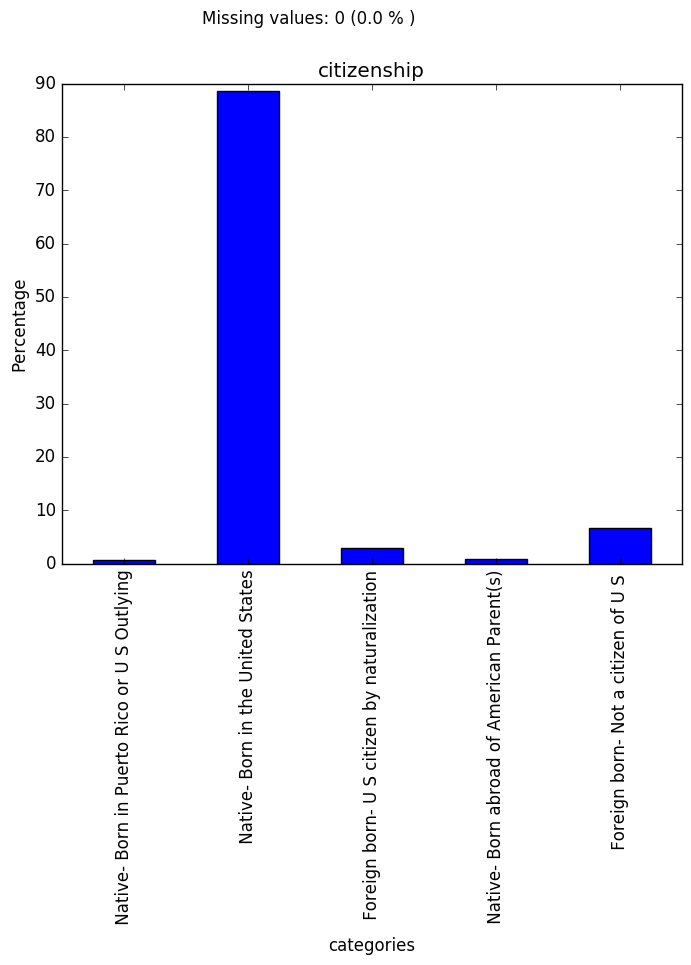 Missing values: 0 (0.0 % )
citizenship
90
80
70
60
50
40
30
20
10
0
Percentage
Native- Born in Puerto Rico or U S Outlying
Native- Born in the United States
Foreign born- U S citizen by naturalization
Native- Born abroad of American Parent(s)
Foreign born- Not a citizen of U S
categories